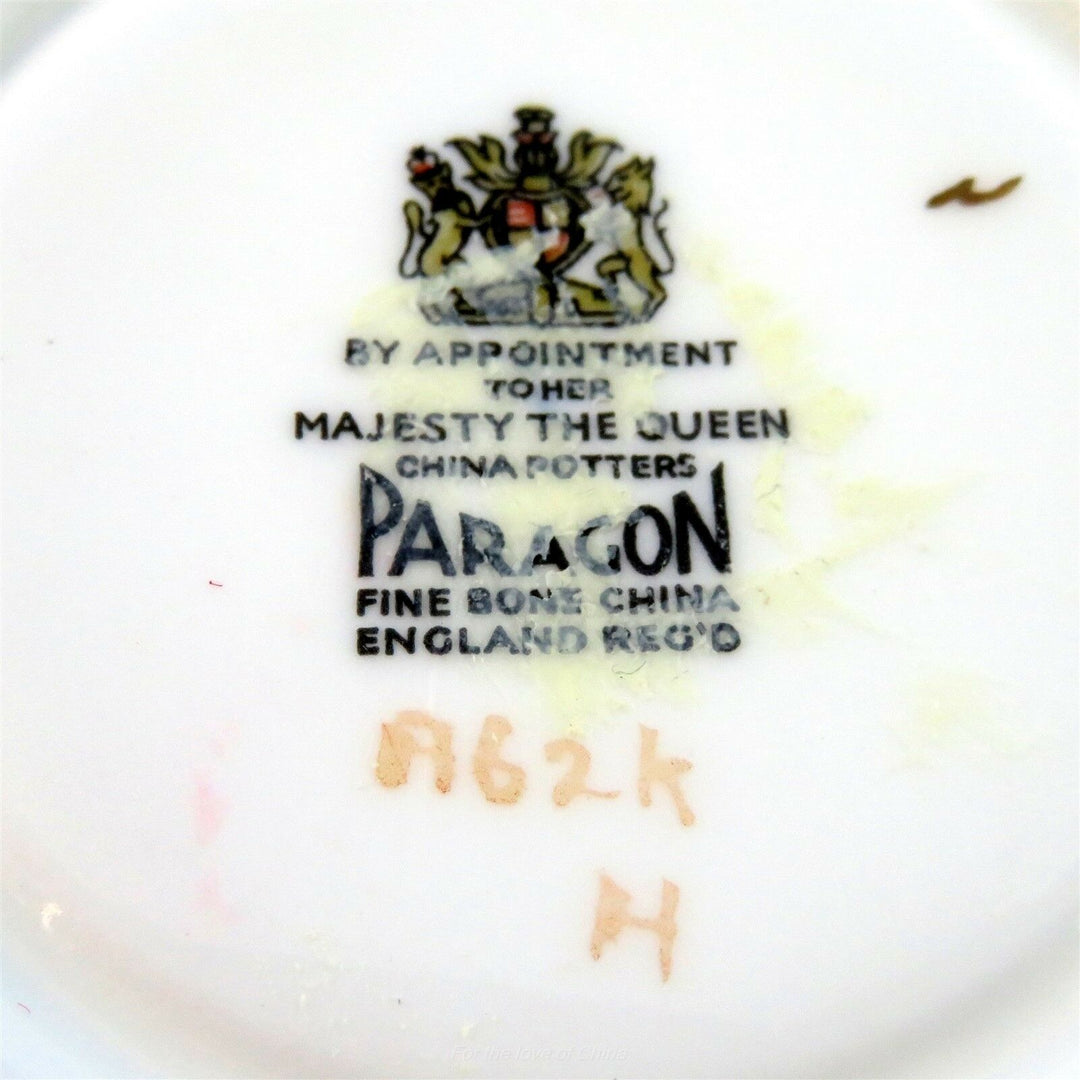 BY APPOINTMENT
TO HER
MAJESTY THE QUEEN
CHINA POTTERS
PARAGON
FINE BONE CHINA
ENGLAND REG'D
A62k
H
For the love of China